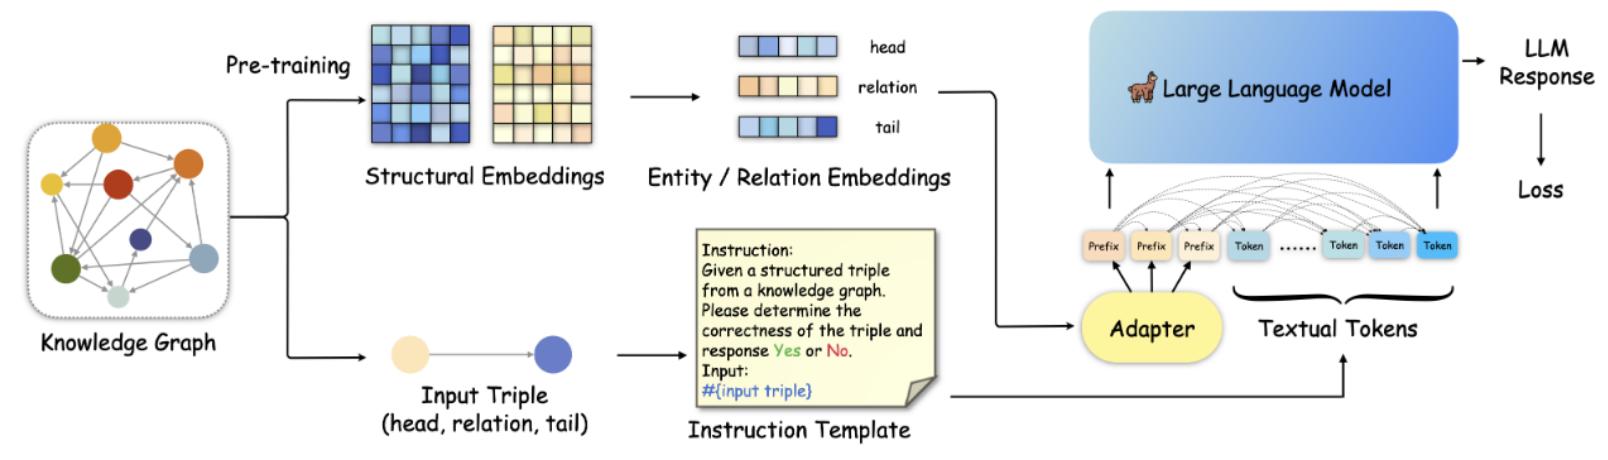 Pre-training
Knowledge Graph
Structural Embeddings
head
relation
tail
Entity / Relation Embeddings
Input Triple
(head, relation, tail)
Instruction:
Given a structured triple
from a knowledge graph.
Please determine the
correctness of the triple and
response Yes or No.
Input:
#{input triple}
Instruction Template
Large Language Model
LLM
Response
Loss
Prefix Prefix Prefix Token ...... Token Token Token
Adapter
Textual Tokens